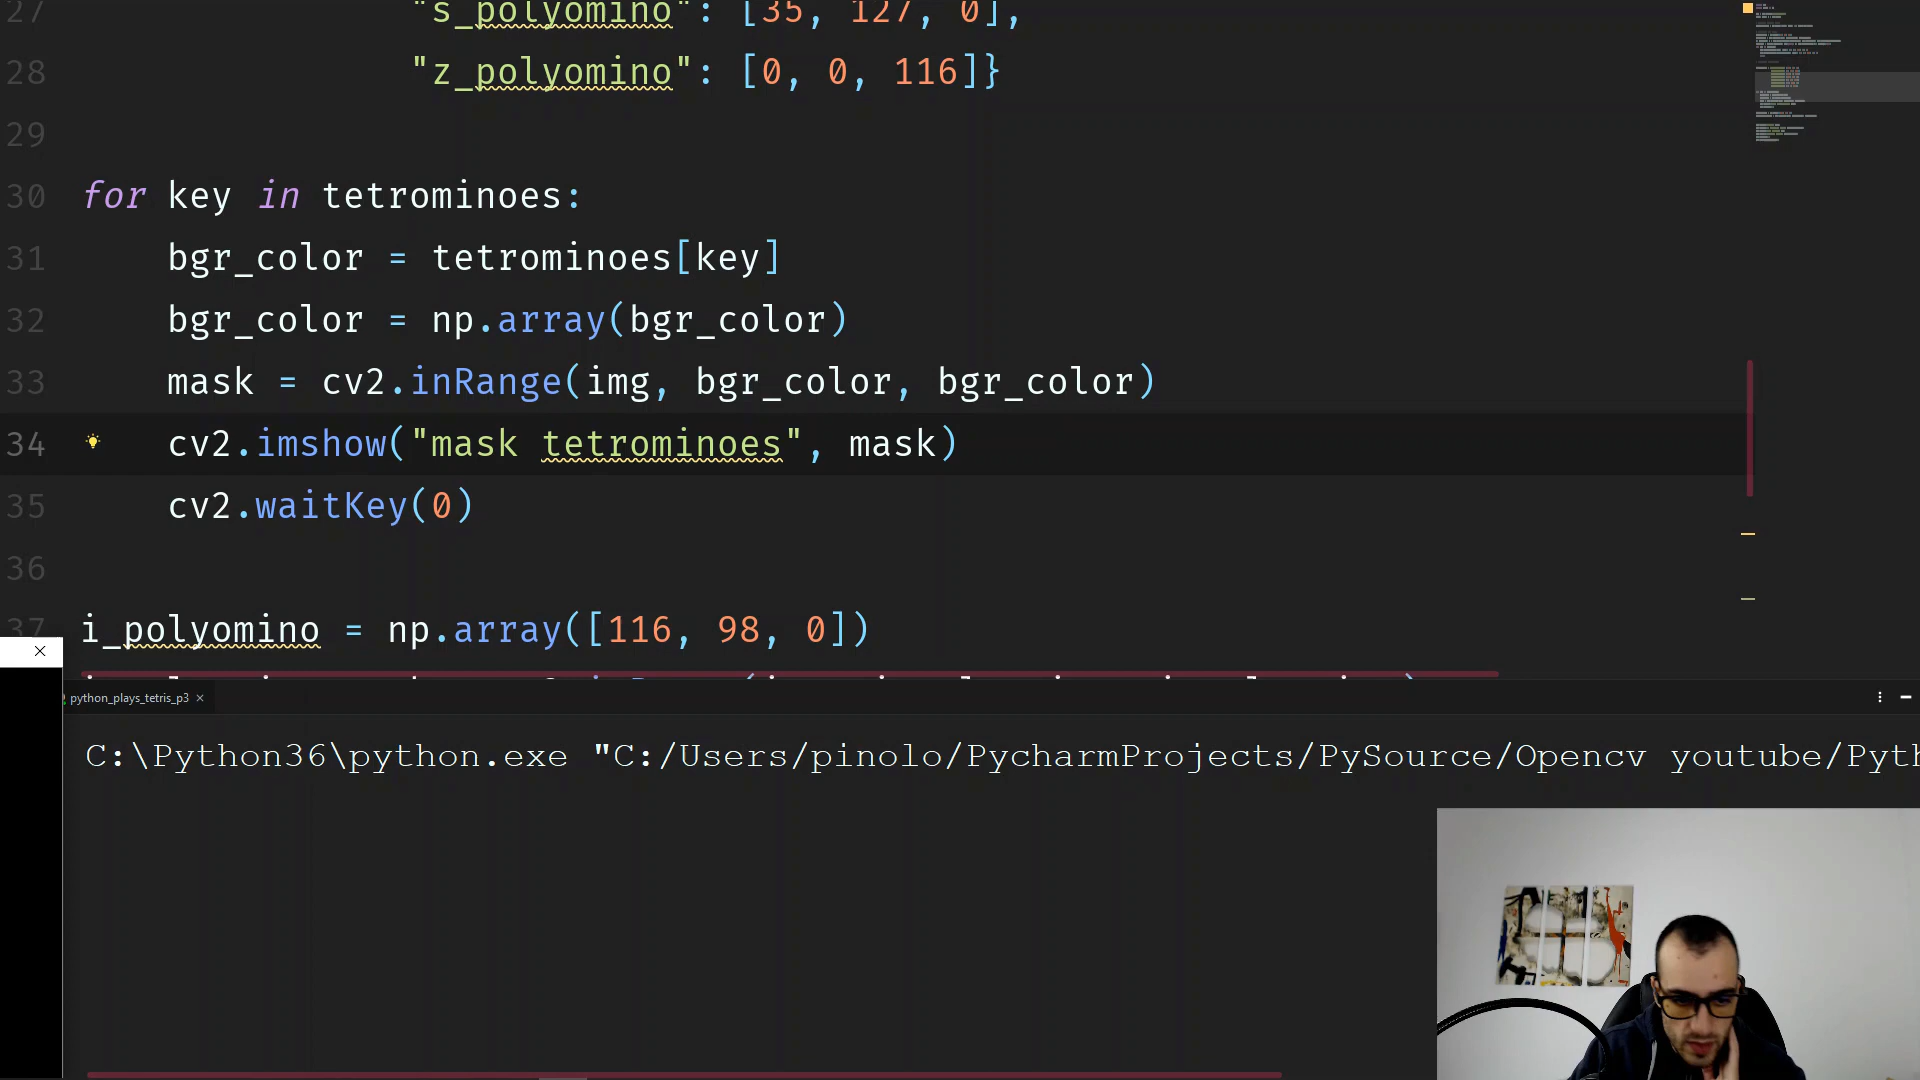 27 "s_polyomino": [35, 127, 0],
28 "z_polyomino": [0, 0, 116]}
29
30 for key in tetrominoes:
31 bgr_color = tetrominoes[key]
32 bgr_color = np.array(bgr_color)
33 mask = cv2.inRange(img, bgr_color, bgr_color)
34 cv2.imshow("mask tetrominoes", mask)
35 cv2.waitKey(0)
36
37 i_polyomino = np.array([116, 98, 0])
python_plays_tetris_p3
C:\Python36\python.exe "C:/Users/pinolo/PycharmProjects/PySource/Opencv youtube/Pyth